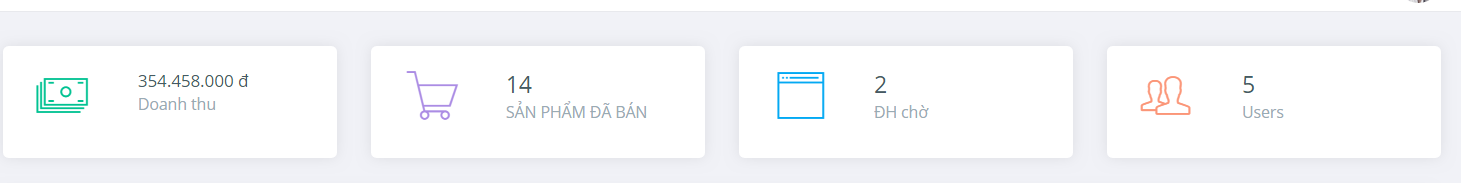 354.458.000 đ
Doanh thu
14
SẢN PHẨM ĐÃ BÁN
2
ĐH chờ
5
Users